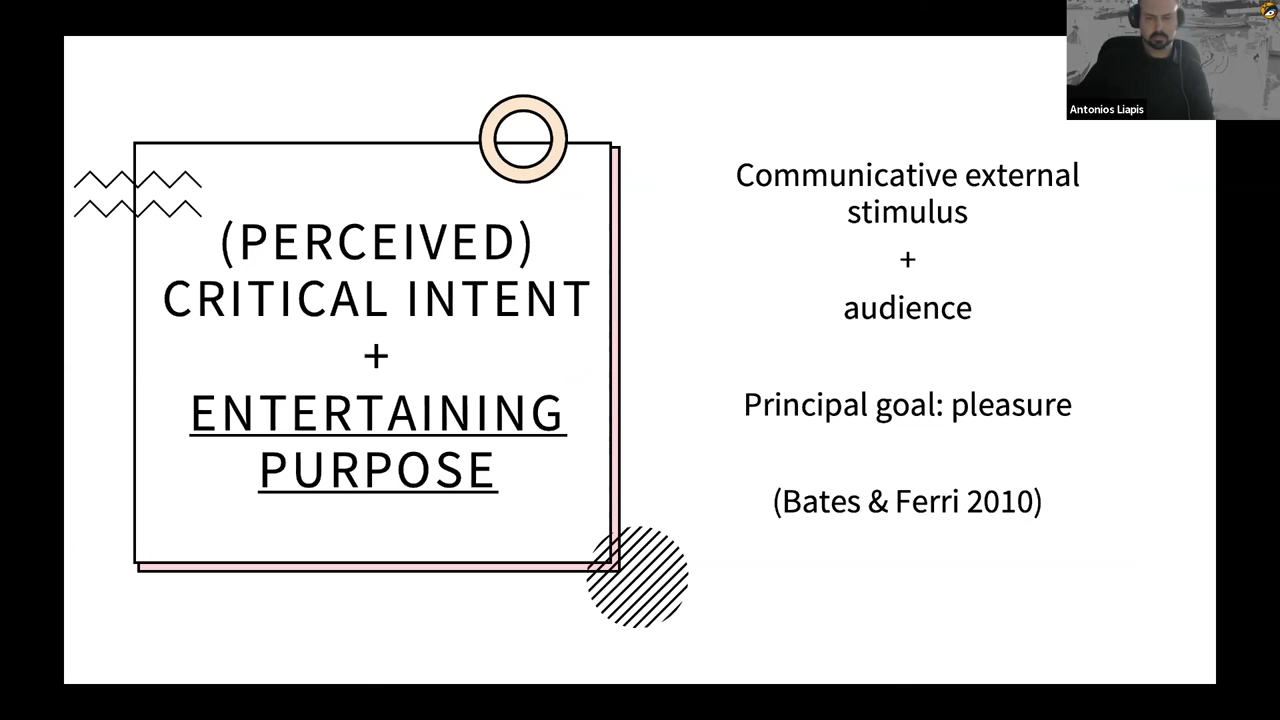 (PERCEIVED)
CRITICAL INTENT
+
ENTERTAINING
PURPOSE
Communicative external
stimulus
+
audience
Principal goal: pleasure
(Bates & Ferri 2010)
Antonios Liapis